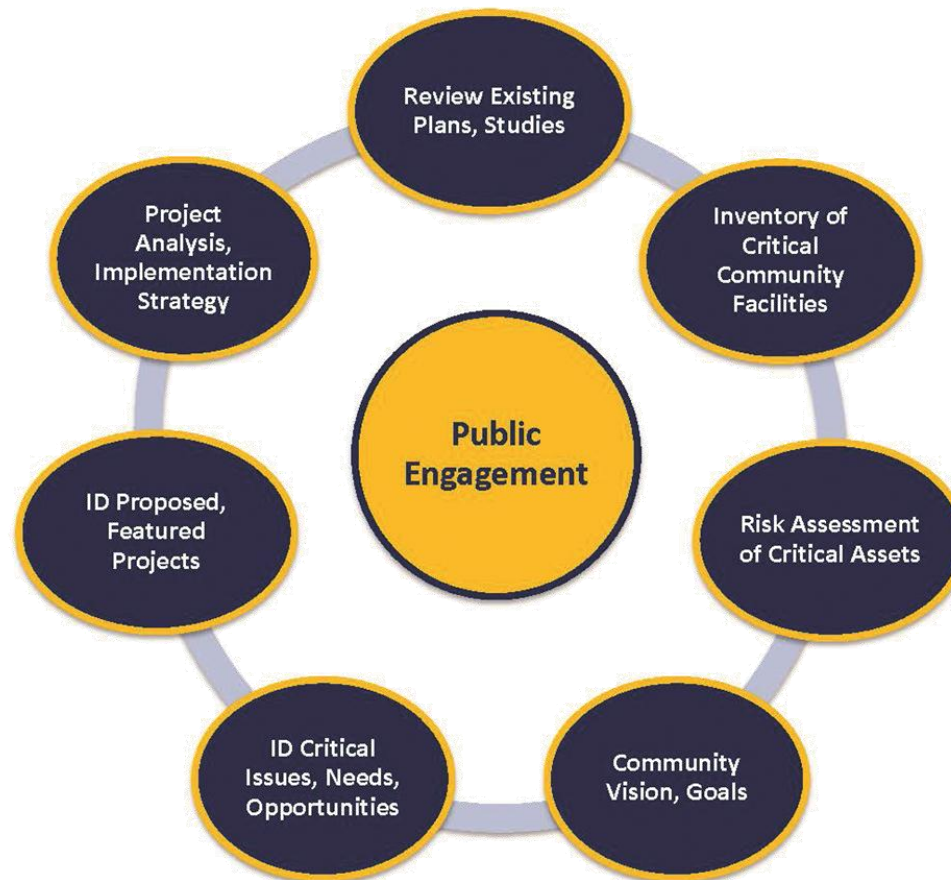 Review Existing
Plans, Studies
Inventory of
Critical
Community
Facilities
Risk Assessment
of Critical Assets
Community
Vision, Goals
ID Critical
Issues, Needs,
Opportunities
ID Proposed,
Featured
Projects
Project
Analysis,
Implementation
Strategy
Public
Engagement